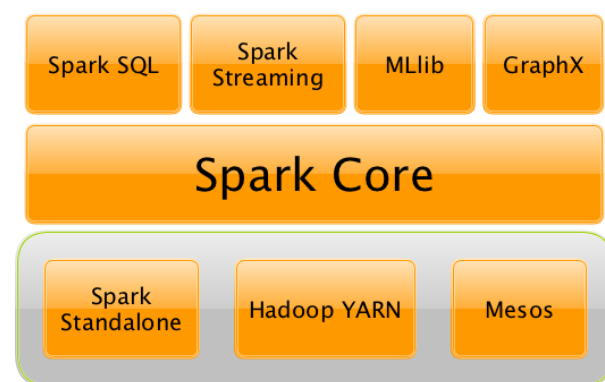 Spark SQL
Spark
Streaming
MLlib
GraphX
Spark Core
Spark
Standalone
Hadoop YARN
Mesos